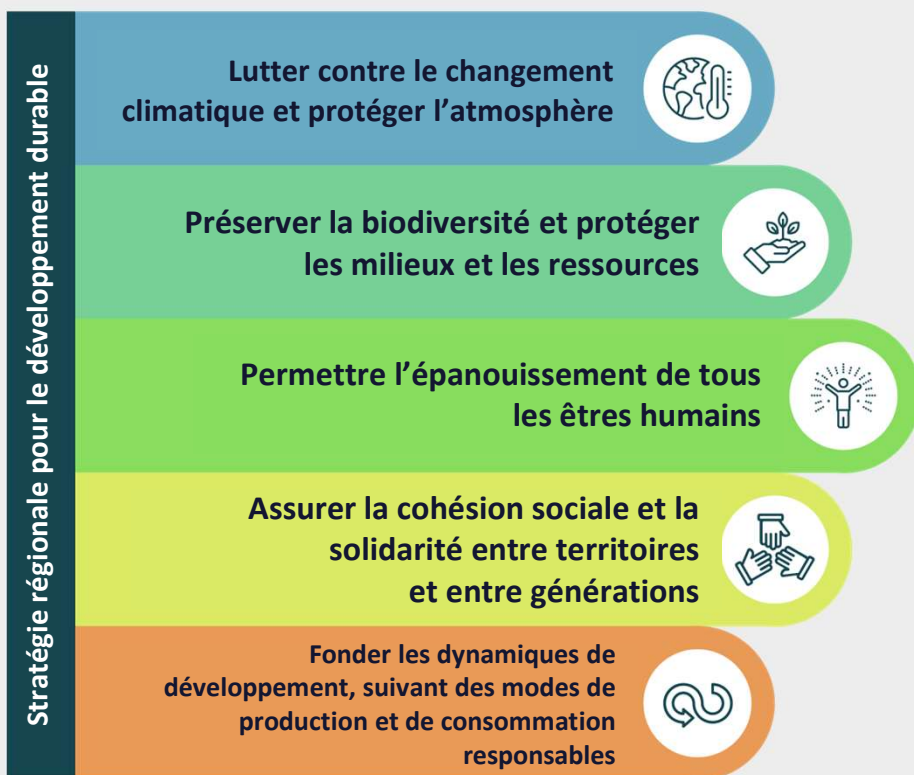 Stratégie régionale pour le développement durable
Lutter contre le changement
climatique et protéger l’atmosphère
Préserver la biodiversité et protéger
les milieux et les ressources
Permettre l’épanouissement de tous
les êtres humains
Assurer la cohésion sociale et la
solidarité entre territoires
et entre générations
Fonder les dynamiques de
développement, suivant des modes de
production et de consommation
responsables